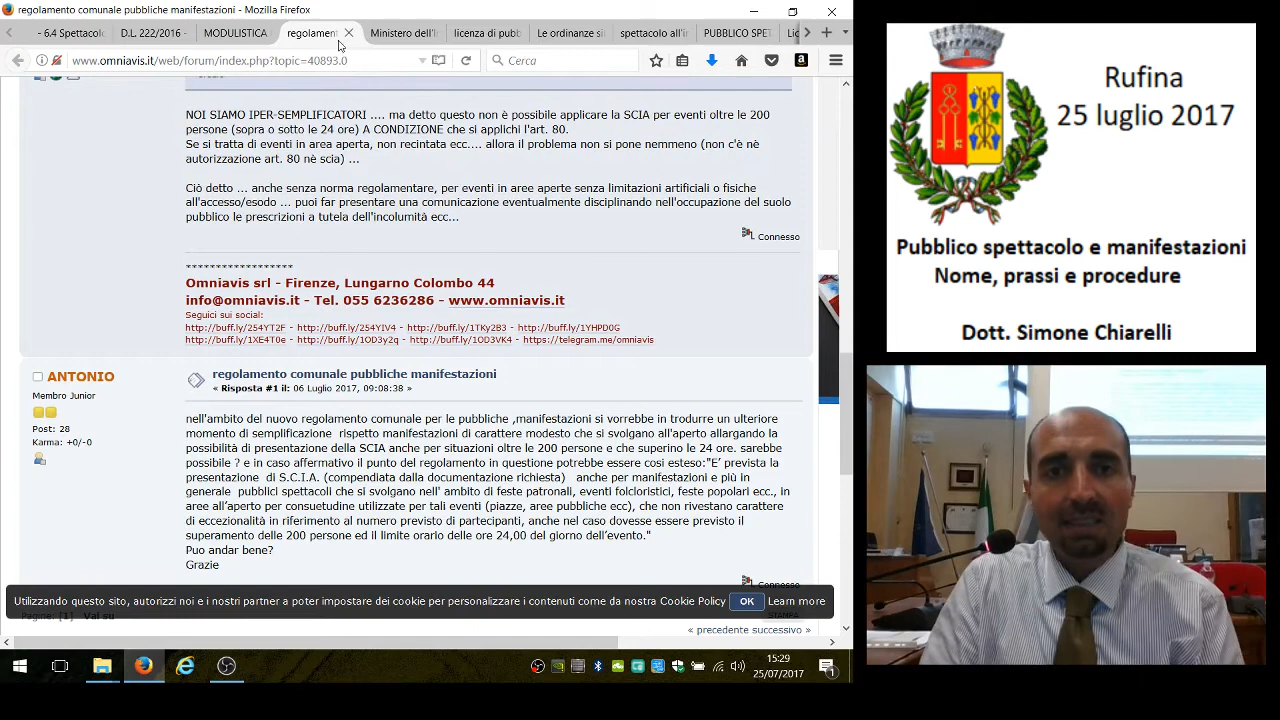 regolamento comunale pubbliche manifestazioni - Mozilla Firefox
- 6.4 Spettacolo
D.L. 222/2016 -
MODULISTICA
regolament
Ministero dell'I
licenza di pubb
Le ordinanze si
spettacolo all'in
PUBBLICO SPET
www.omniavis.it/web/forum/index.php?topic=40893.0
Cerca
NOI SIAMO PER SEMPLIFICATORI .... ma detto questo non è possibile applicare la SCIA per eventi oltre le 200
persone (sopra o sotto le 24 ore) A CONDIZIONE che si applichi l'art. 80.
Se si tratta di eventi in area aperta, non recintata ecc.... allora il problema non si pone nemmeno (non c'è nè
autorizzazione art. 80 nè scia) ...
Ciò detto ... anche senza norma regolamentare, per eventi in aree aperte senza limitazioni artificiali o fisiche
all'accesso/esodo ... puoi far presentare una comunicazione eventualmente disciplinando nell'occupazione del suolo
pubblico le prescrizioni a tutela dell'incolumità ecc...
Connesso
******************
Omniavis srl - Firenze, Lungarno Colombo 44
info@omniavis.it - Tel. 055 6236286 - www.omniavis.it
Seguici sui social:
http://buff.ly/254YT2F - http://buff.ly/254YIV4 - http://buff.ly/1TKy2B3 - http://buff.ly/1YHPD0G
http://buff.ly/1XE4T0e - http://buff.ly/1OD3y2q - http://buff.ly/1OD3VK4 - https://telegram.me/omniavis
ANTONIO
Membro Junior
Post: 28
Karma: +0/-0
regolamento comunale pubbliche manifestazioni
« Risposta #1 il: 06 Luglio 2017, 09:08:38 »
nell'ambito del nuovo regolamento comunale per le pubbliche ,manifestazioni si vorrebbe in trodurre un ulteriore
momento di semplificazione rispetto manifestazioni di carattere modesto che si svolgano all'aperto allargando la
possibilità di presentazione della SCIA anche per situazioni oltre le 200 persone e che superino le 24 ore. sarebbe
possibile ? e in caso affermativo il punto del regolamento in questione potrebbe essere cosi esteso:"E' prevista la
presentazione di S.C.I.A. (compendiata dalla documentazione richiesta) anche per manifestazioni e più in
generale pubblici spettacoli che si svolgano nell' ambito di feste patronali, eventi folcloristici, feste popolari ecc., in
aree all'aperto per consuetudine utilizzate per tali eventi (piazze, aree pubbliche ecc), che non rivestano carattere
di eccezionalità in riferimento al numero previsto di partecipanti, anche nel caso dovesse essere previsto il
superamento delle 200 persone ed il limite orario delle ore 24,00 del giorno dell'evento."
Puo andar bene?
Grazie
Connesso
Utilizzando questo sito, autorizzi noi e i nostri partner a poter impostare dei cookie per personalizzare i contenuti come da nostra Cookie Policy
OK
Learn more
Pagine: [1] Vai su
STAMPA
« precedente successivo »
15:29
25/07/2017
Rufina
25 luglio 2017
Pubblico spettacolo e manifestazioni
Nome, prassi e procedure
Dott. Simone Chiarelli